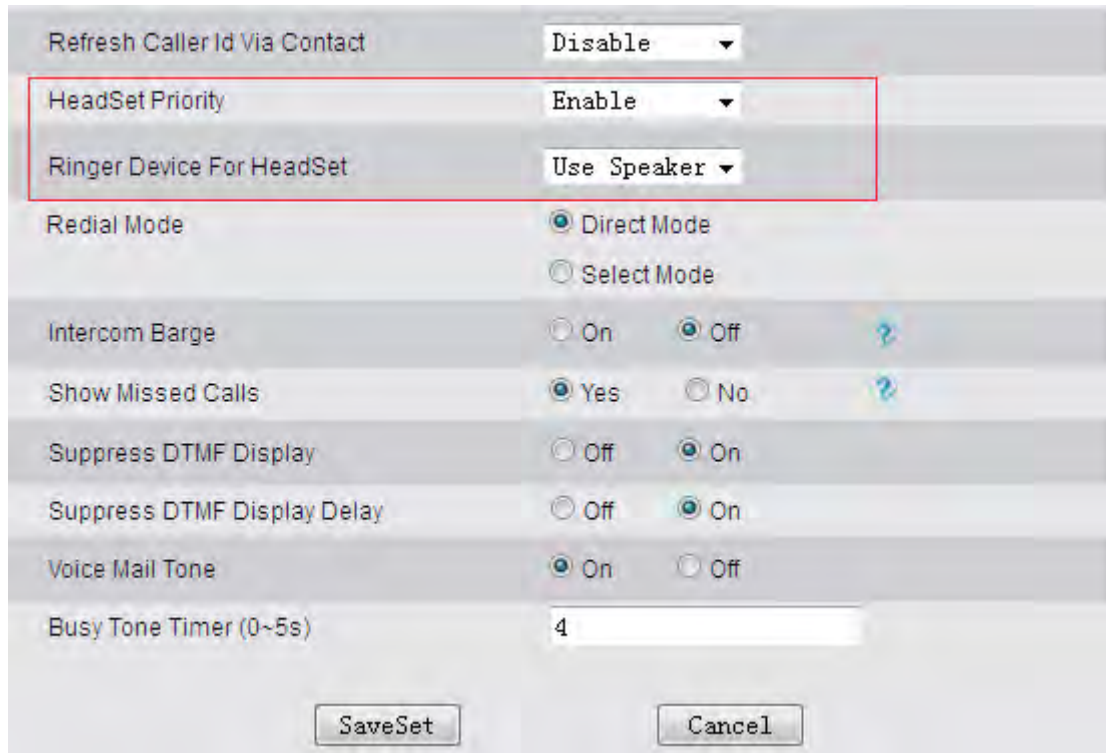 Refresh Caller Id Via Contact Disable
HeadSet Priority Enable
Ringer Device For HeadSet Use Speaker
Redial Mode Direct Mode
Select Mode
Intercom Barge On Off ?
Show Missed Calls Yes No ?
Suppress DTMF Display Off On
Suppress DTMF Display Delay Off On
Voice Mail Tone On Off
Busy Tone Timer (0~5s) 4
SaveSet Cancel